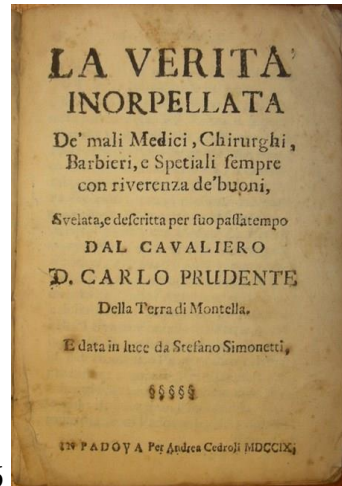 LA VERITA'
INORPELLATA
De' mali Medici, Chirurghi,
Barbieri, e Spetiali ſempre
con riverenza de' buoni,
Svelata, e deſcritta per ſuo paſſatempo
DAL CAVALIERO
D. CARLO PRUDENTE
Della Terra di Montella.
E data in luce da Stefano Simonetti,
§§§§§
IN PADOVA Per Andrea Cedroli MDCCIX.